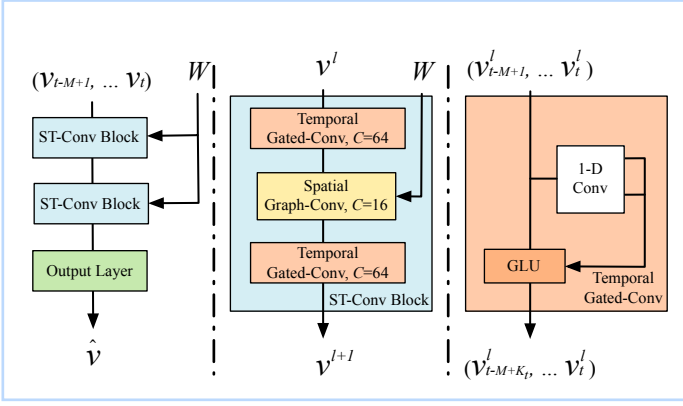 (v_{t-M+1}, ... v_t)
W
ST-Conv Block
ST-Conv Block
Output Layer
v̂
v^l
W
Temporal
Gated-Conv, C=64
Spatial
Graph-Conv, C=16
Temporal
Gated-Conv, C=64
ST-Conv Block
v^{l+1}
(v^l_{t-M+1}, ... v^l_t)
1-D
Conv
GLU
Temporal
Gated-Conv
(v^l_{t-M+K_t}, ... v^l_t)